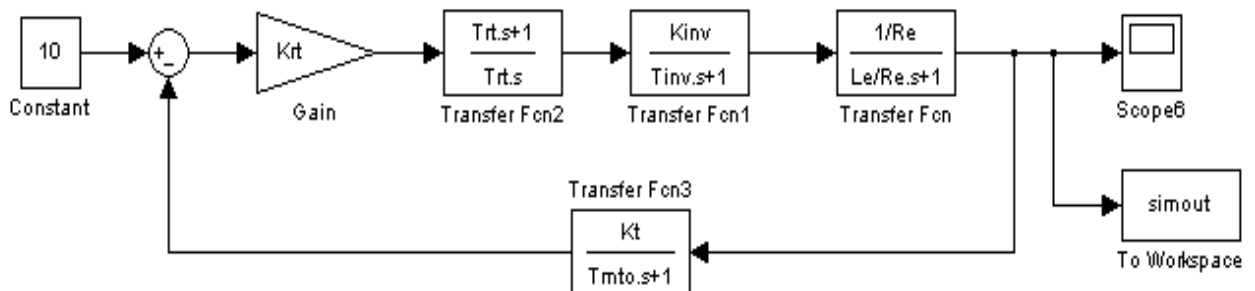 10
Constant
+
−
Krt
Gain
Trt.s+1
Trt.s
Transfer Fcn2
Kinv
Tinv.s+1
Transfer Fcn1
1/Re
Le/Re.s+1
Transfer Fcn
Scope6
Transfer Fcn3
Kt
Tmto.s+1
simout
To Workspace